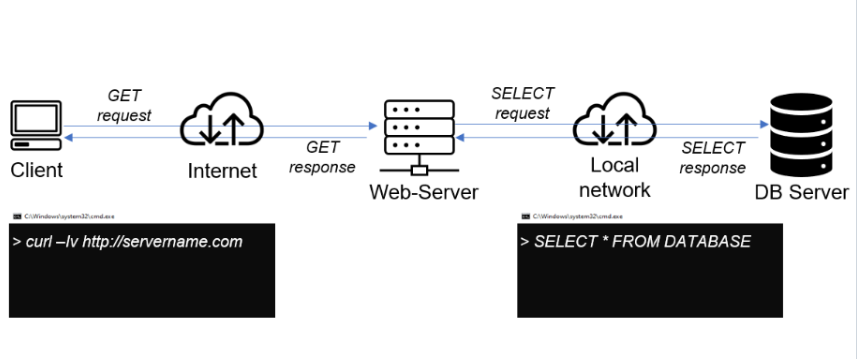 GET
request
SELECT
request
GET
response
SELECT
response
Client
Internet
Web-Server
Local
network
DB Server
C:\Windows\system32\cmd.exe
> curl –Iv http://servername.com
C:\Windows\system32\cmd.exe
> SELECT * FROM DATABASE